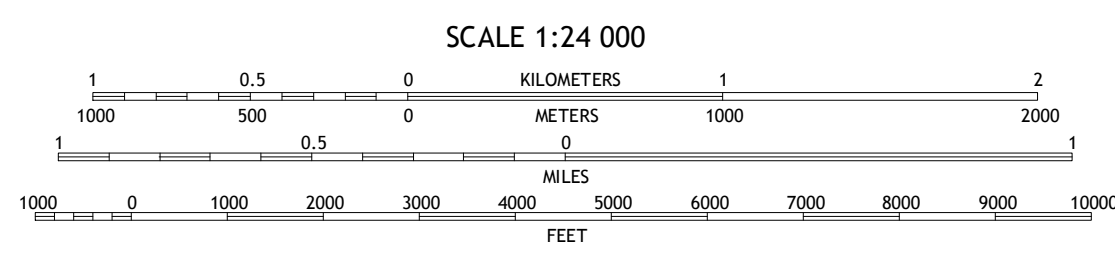 SCALE 1:24 000
1 0.5 0 KILOMETERS 1 2
1000 500 0 METERS 1000 2000
1 0.5 0 1
MILES
1000 0 1000 2000 3000 4000 5000 6000 7000 8000 9000 10000
FEET